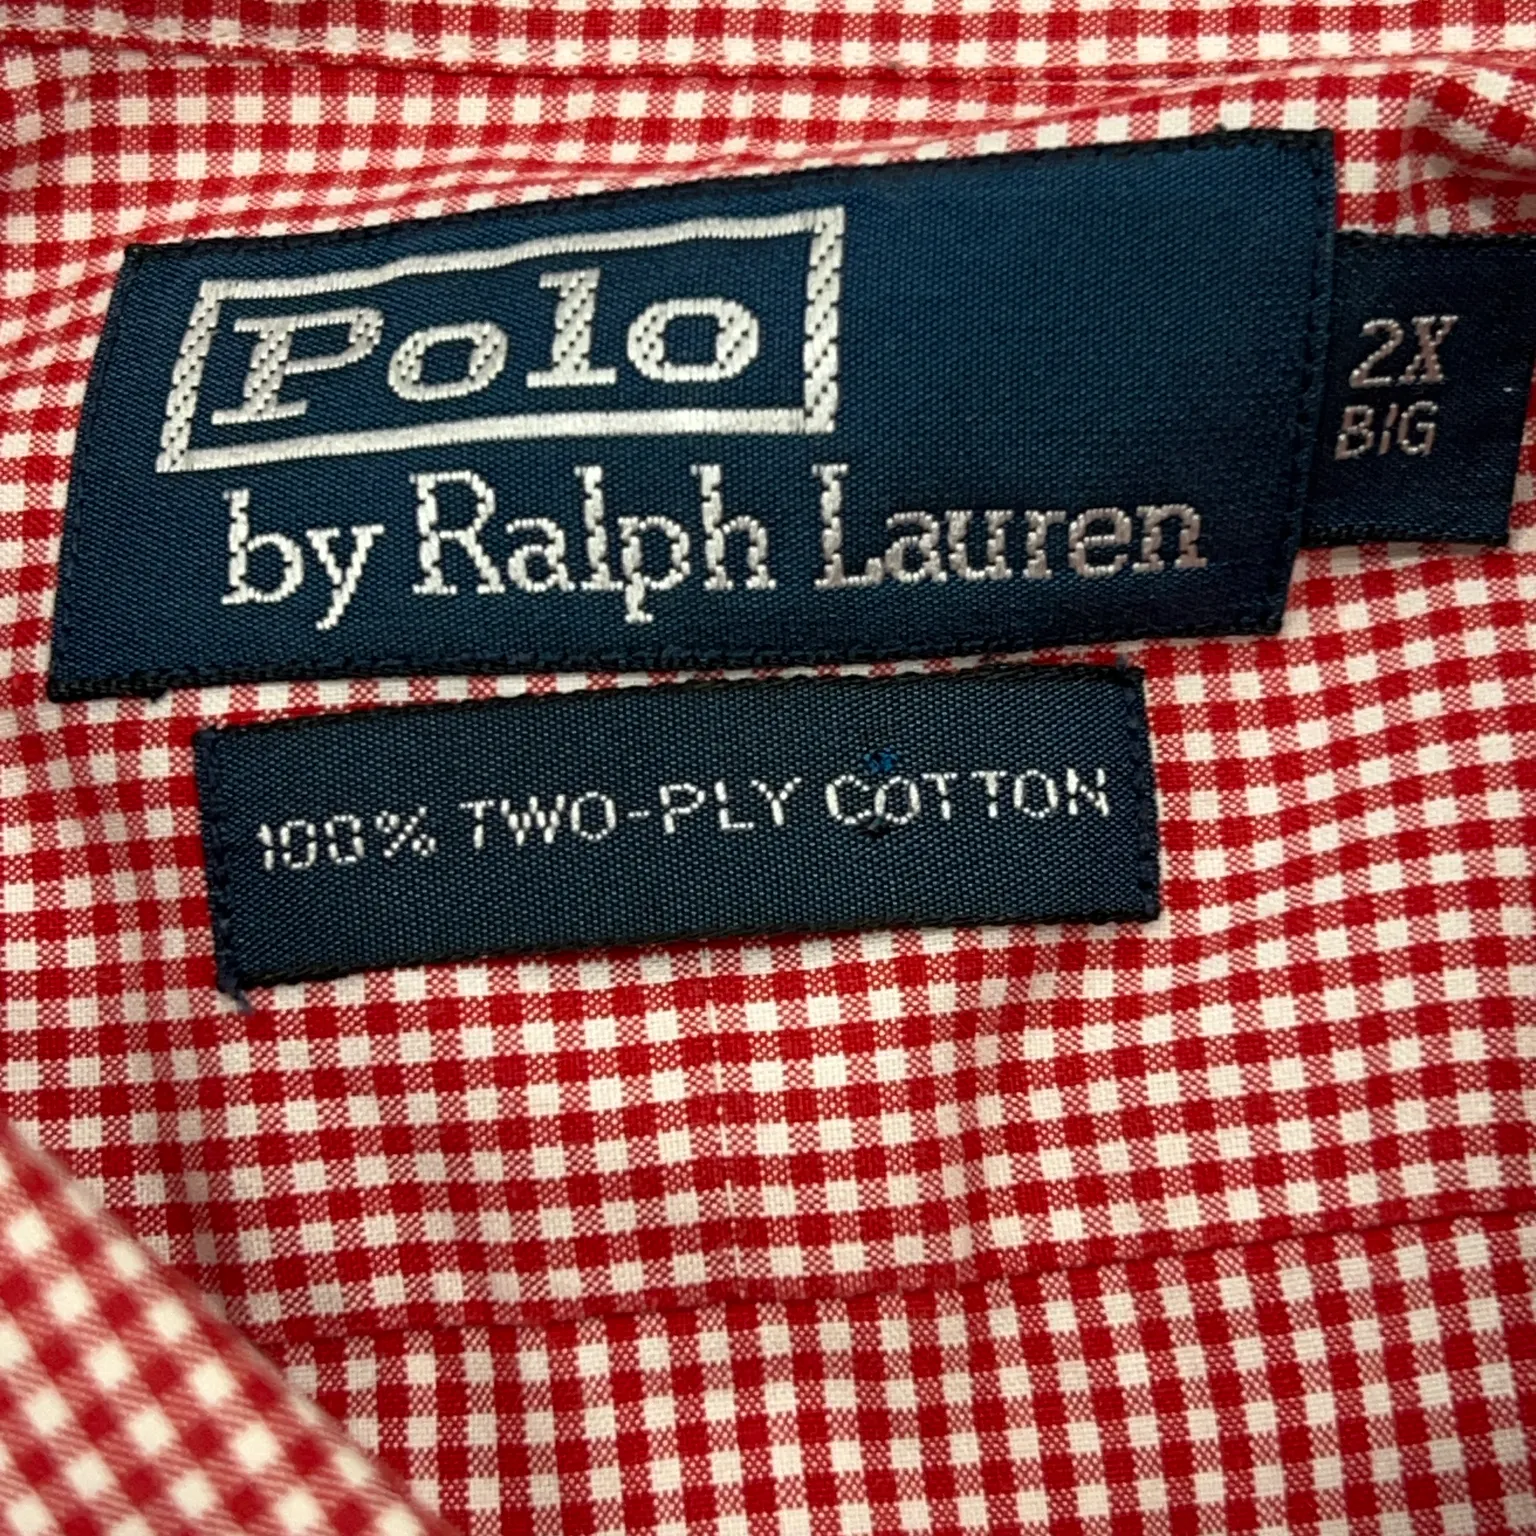 Polo
by Ralph Lauren
2X
BIG
100% TWO-PLY COTTON